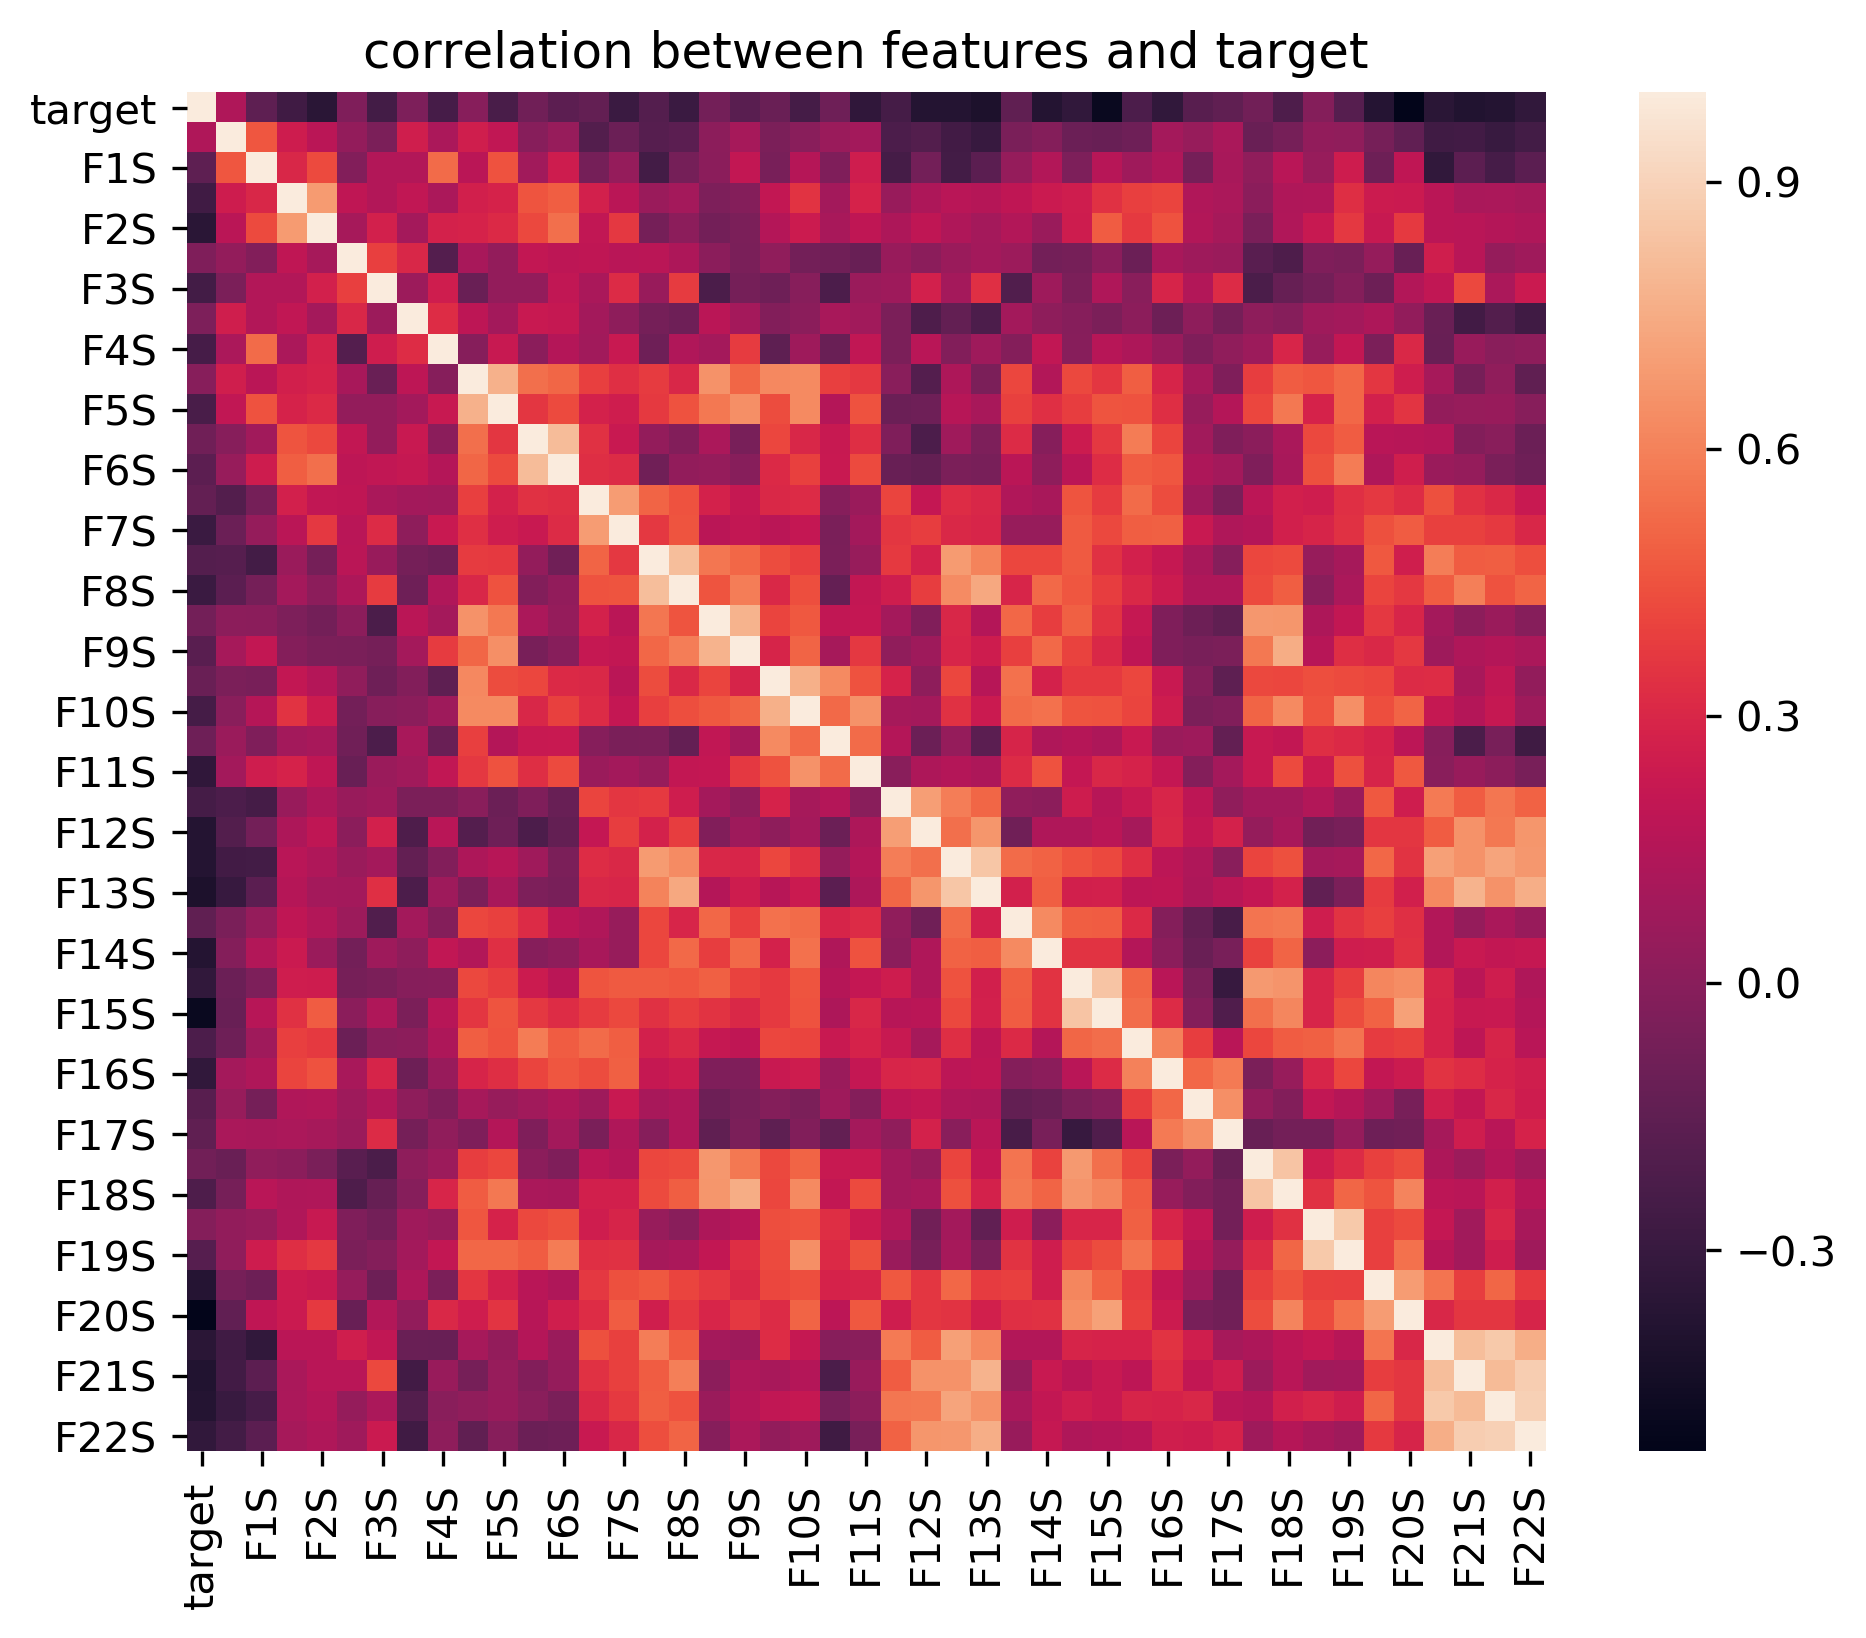 correlation between features and target
target
F1S
F2S
F3S
F4S
F5S
F6S
F7S
F8S
F9S
F10S
F11S
F12S
F13S
F14S
F15S
F16S
F17S
F18S
F19S
F20S
F21S
F22S
target
F1S
F2S
F3S
F4S
F5S
F6S
F7S
F8S
F9S
F10S
F11S
F12S
F13S
F14S
F15S
F16S
F17S
F18S
F19S
F20S
F21S
F22S
0.9
0.6
0.3
0.0
−0.3